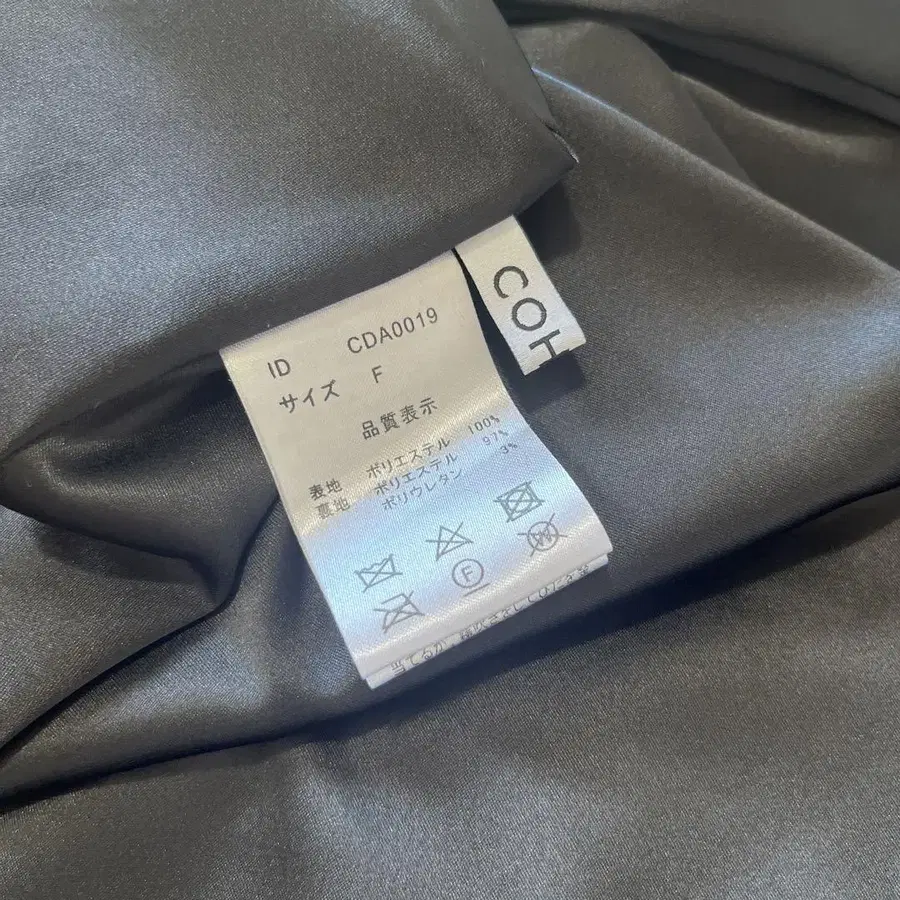 COH
ID CDA0019
サイズ F
品質表示
表地 ポリエステル 100%
裏地 ポリエステル 97%
ポリウレタン 3%
F
W